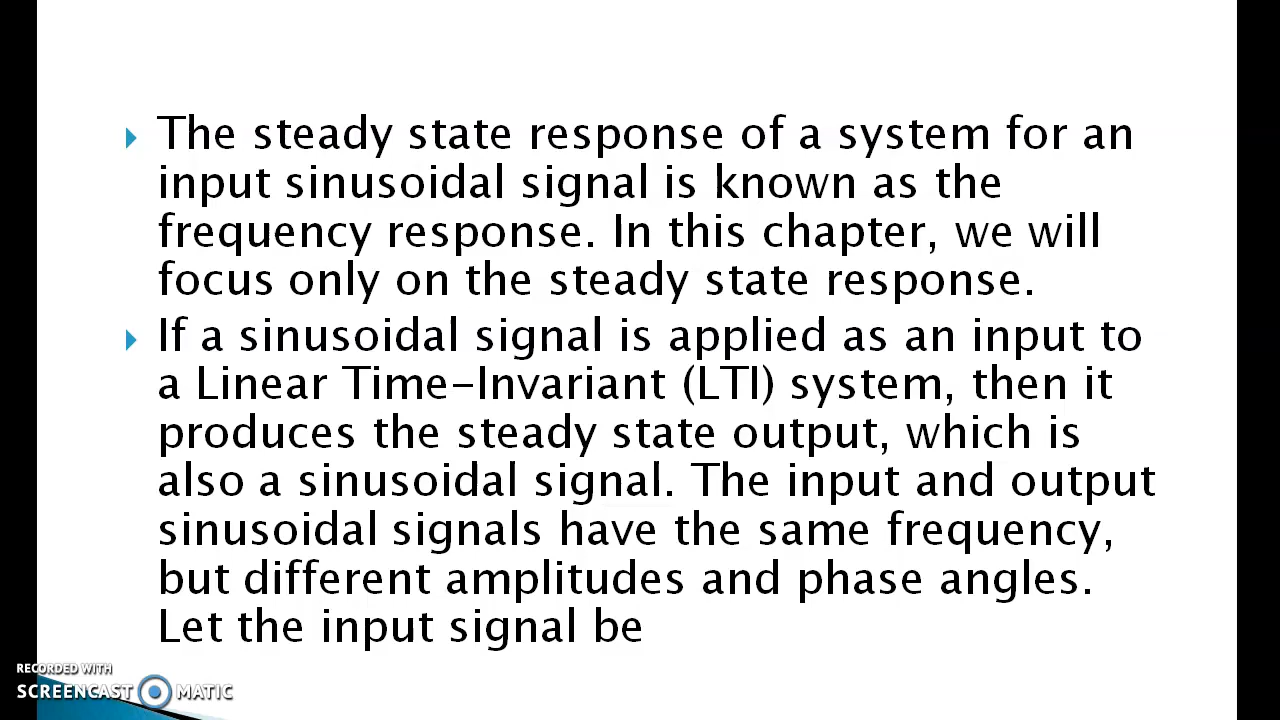 The steady state response of a system for an
input sinusoidal signal is known as the
frequency response. In this chapter, we will
focus only on the steady state response.
If a sinusoidal signal is applied as an input to
a Linear Time-Invariant (LTI) system, then it
produces the steady state output, which is
also a sinusoidal signal. The input and output
sinusoidal signals have the same frequency,
but different amplitudes and phase angles.
Let the input signal be
RECORDED WITH
SCREENCAST MATIC